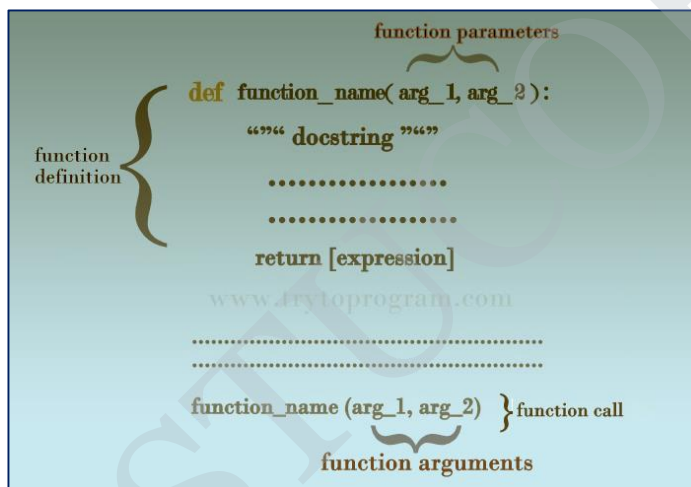 function parameters
def function_name( arg_1, arg_2 ):
“”“ docstring ”“”
function
definition
..................
...................
return [expression]
www.trytoprogram.com
............................................................
............................................................
function_name (arg_1, arg_2) } function call
function arguments